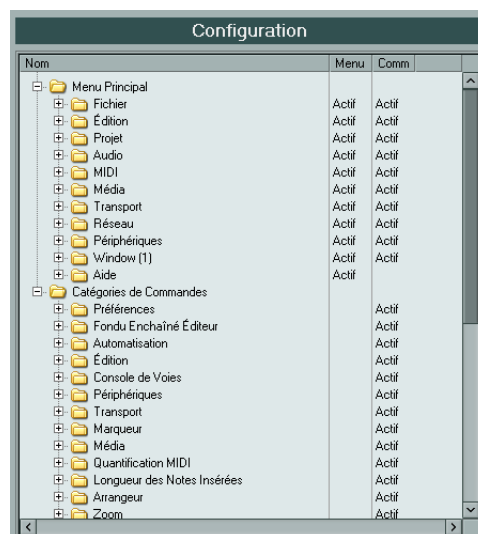 Configuration
Nom Menu Comm
Menu Principal
Fichier Actif Actif
Édition Actif Actif
Projet Actif Actif
Audio Actif Actif
MIDI Actif Actif
Média Actif Actif
Transport Actif Actif
Réseau Actif Actif
Périphériques Actif Actif
Window (1) Actif Actif
Aide Actif
Catégories de Commandes
Préférences Actif
Fondu Enchaîné Éditeur Actif
Automatisation Actif
Édition Actif
Console de Voies Actif
Périphériques Actif
Transport Actif
Marqueur Actif
Média Actif
Quantification MIDI Actif
Longueur des Notes Insérées Actif
Arrangeur Actif
Zoom Actif